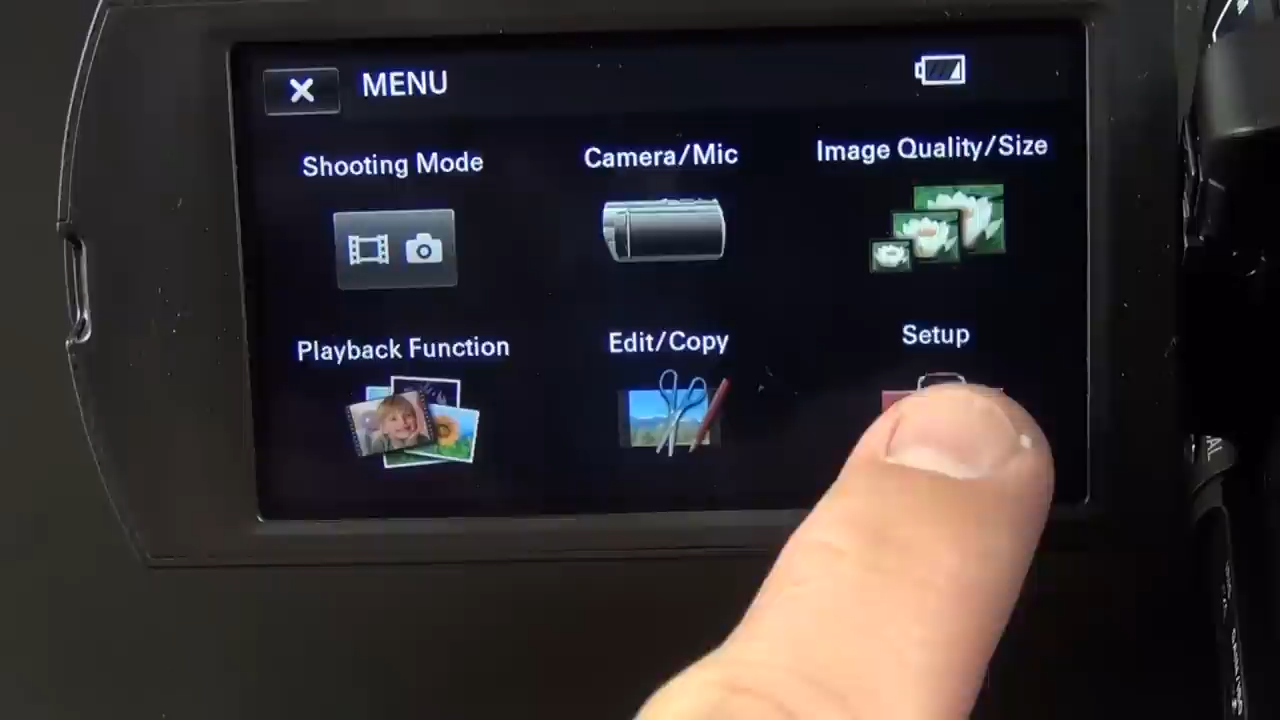 MENU
Shooting Mode
Camera/Mic
Image Quality/Size
Playback Function
Edit/Copy
Setup